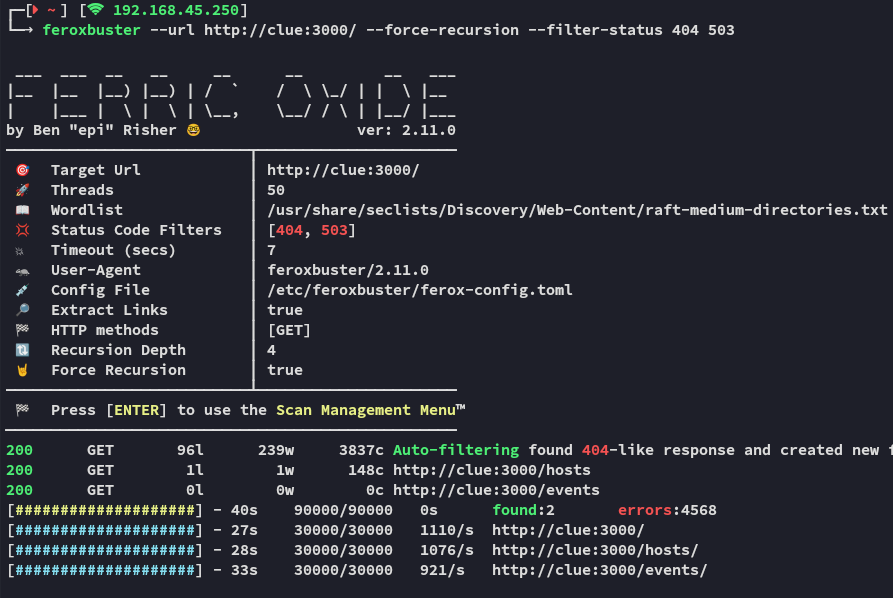 ┌─[ ~ ] [ 192.168.45.250]
└─→ feroxbuster --url http://clue:3000/ --force-recursion --filter-status 404 503
 ___  ___  __   __     __      __         __   ___
|__  |__  |__) |__) | /  `    /  \ \_/ | |  \ |__
|    |___ |  \ |  \ | \__,    \__/ / \ | |__/ |___
by Ben "epi" Risher 🤓                 ver: 2.11.0
───────────────────────────┬──────────────────────
 🎯  Target Url            │ http://clue:3000/
 🚀  Threads               │ 50
 📖  Wordlist              │ /usr/share/seclists/Discovery/Web-Content/raft-medium-directories.txt
 💢  Status Code Filters   │ [404, 503]
 💥  Timeout (secs)        │ 7
 🦡  User-Agent            │ feroxbuster/2.11.0
 💉  Config File           │ /etc/feroxbuster/ferox-config.toml
 🔎  Extract Links         │ true
 🏁  HTTP methods          │ [GET]
 🔃  Recursion Depth       │ 4
 🤘  Force Recursion       │ true
───────────────────────────┴──────────────────────
 🏁  Press [ENTER] to use the Scan Management Menu™
──────────────────────────────────────────────────
200      GET       96l      239w     3837c Auto-filtering found 404-like response and created new f
200      GET        1l        1w      148c http://clue:3000/hosts
200      GET        0l        0w        0c http://clue:3000/events
[####################] - 40s    90000/90000   0s      found:2       errors:4568
[####################] - 27s    30000/30000   1110/s  http://clue:3000/
[####################] - 28s    30000/30000   1076/s  http://clue:3000/hosts/
[####################] - 33s    30000/30000   921/s   http://clue:3000/events/